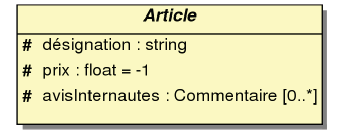 Article
# désignation : string
# prix : float = -1
# avisInternautes : Commentaire [0..*]